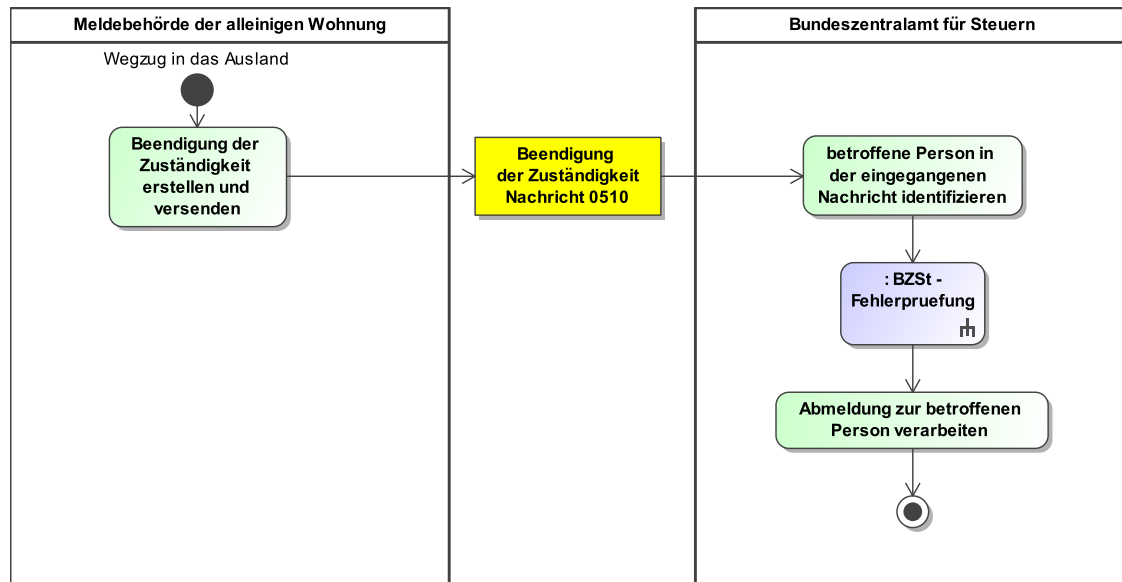 Meldebehörde der alleinigen Wohnung
Wegzug in das Ausland
Beendigung der
Zuständigkeit
erstellen und
versenden
Beendigung
der Zuständigkeit
Nachricht 0510
Bundeszentralamt für Steuern
betroffene Person in
der eingegangenen
Nachricht identifizieren
: BZSt -
Fehlerpruefung
Abmeldung zur betroffenen
Person verarbeiten